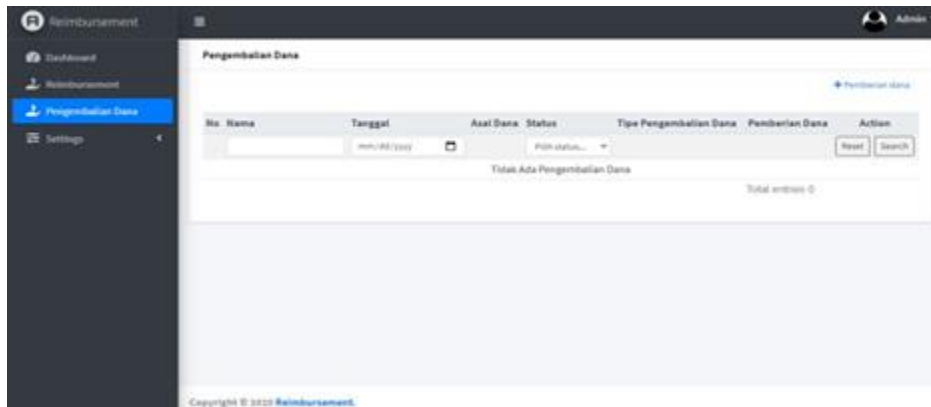 Reimbursement
Admin
Dashboard
Reimbursement
Pengembalian Dana
Settings
Pengembalian Dana
+ Pemberian dana
No Nama Tanggal Asal Dana Status Tipe Pengembalian Dana Pemberian Dana Action
mm/dd/yyyy Pilih status... Reset Search
Tidak Ada Pengembalian Dana
Total entries: 0
Copyright © 2020 Reimbursement.